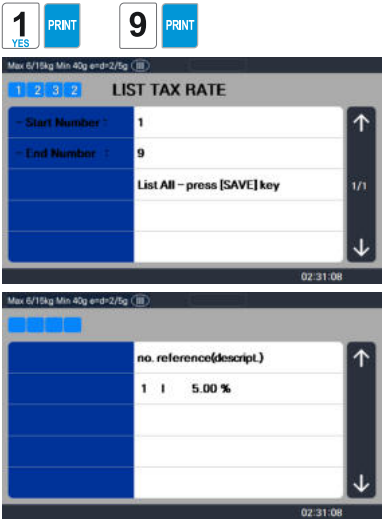 1 PRINT 9 PRINT
YES
Max 6/15kg Min 40g e=d=2/5g (III)
1 2 3 2 LIST TAX RATE
- Start Number : 1
- End Number : 9
List All - press [SAVE] key
1/1
02:31:08
Max 6/15kg Min 40g e=d=2/5g (III)
no. reference(descript.)
1 I 5.00 %
02:31:08